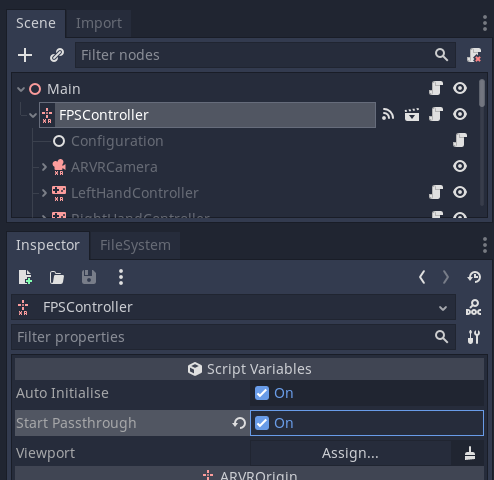 Scene Import
Filter nodes
Main
FPSController
Configuration
ARVRCamera
LeftHandController
RightHandController
Inspector FileSystem
FPSController
DOC
Filter properties
Script Variables
Auto Initialise On
Start Passthrough On
Viewport Assign...
ARVROrigin